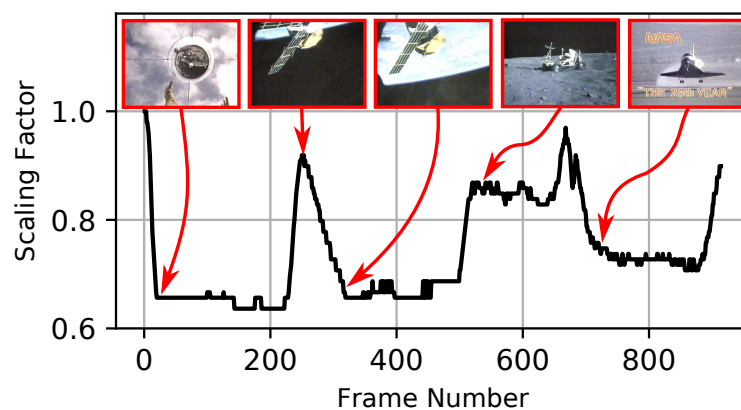 NASA
"THE 25th YEAR"
1.0
0.8
0.6
Scaling Factor
0 200 400 600 800
Frame Number